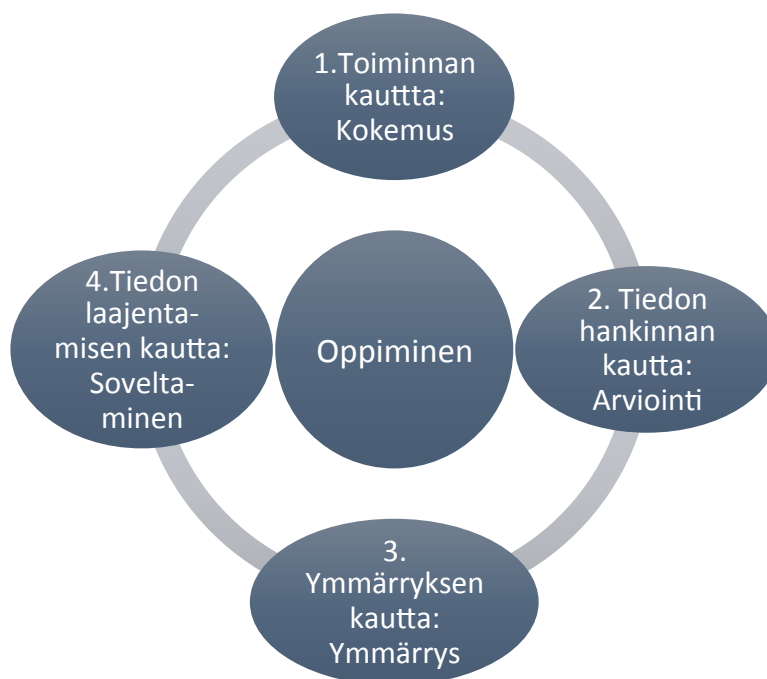 1.Toiminnan
kauttta:
Kokemus
2. Tiedon
hankinnan
kautta:
Arviointi
3.
Ymmärryksen
kautta:
Ymmärrys
4.Tiedon
laajenta-
misen kautta:
Sovelta-
minen
Oppiminen